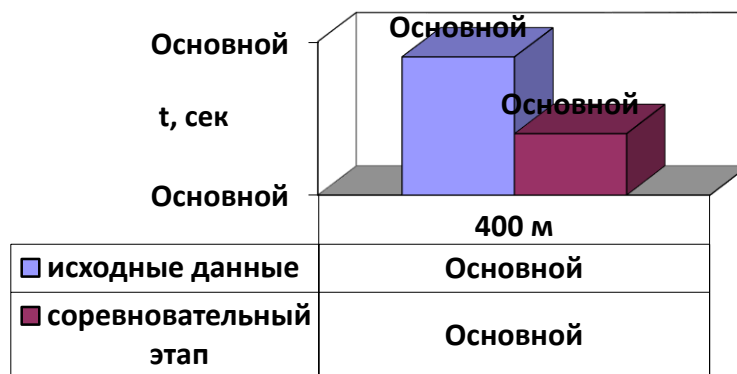 Основной
Основной
Основной
t, сек
Основной
400 м
исходные данные
Основной
соревновательный
этап
Основной